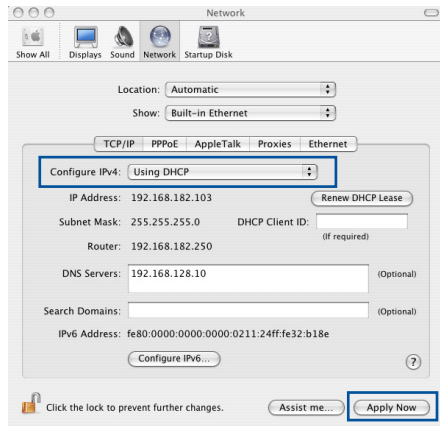 Network
Show All Displays Sound Network Startup Disk
Location: Automatic
Show: Built-in Ethernet
TCP/IP PPPoE AppleTalk Proxies Ethernet
Configure IPv4: Using DHCP
IP Address: 192.168.182.103 Renew DHCP Lease
Subnet Mask: 255.255.255.0 DHCP Client ID:
(If required)
Router: 192.168.182.250
DNS Servers: 192.168.128.10 (Optional)
Search Domains: (Optional)
IPv6 Address: fe80:0000:0000:0000:0211:24ff:fe32:b18e
Configure IPv6... ?
Click the lock to prevent further changes. Assist me... Apply Now